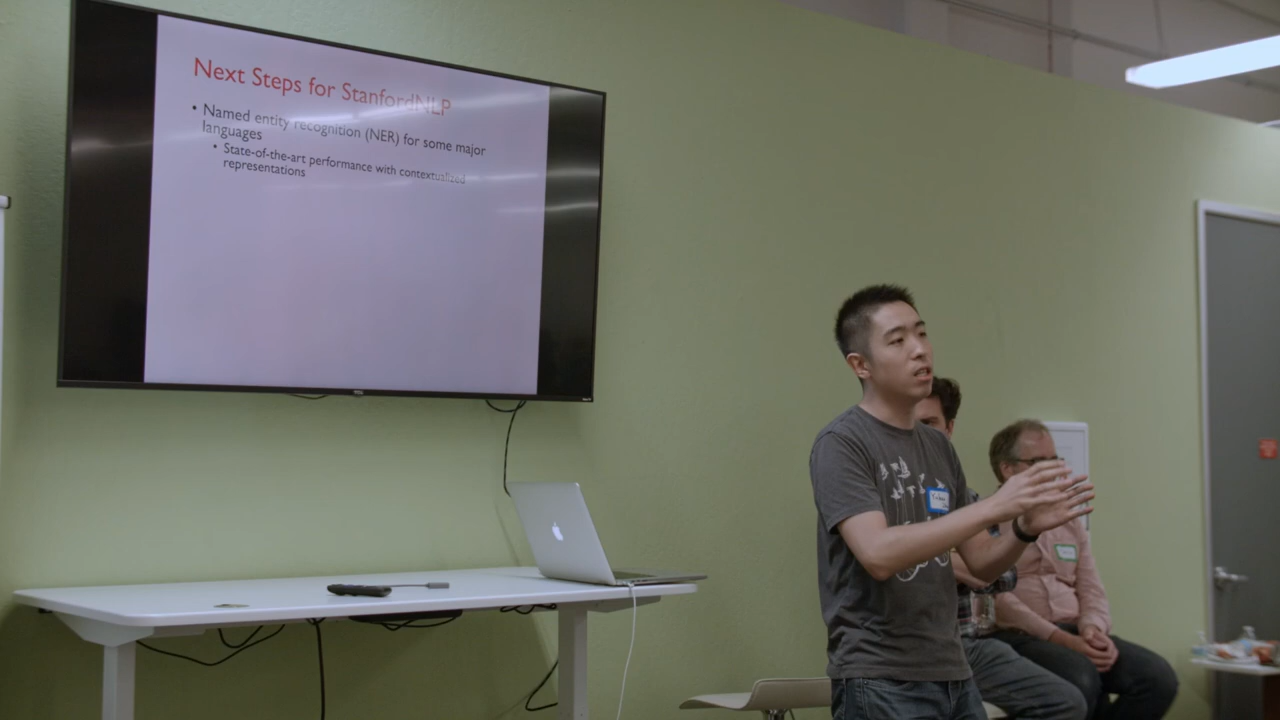 Next Steps for StanfordNLP
• Named entity recognition (NER) for some major
languages
• State-of-the-art performance with contextualized
representations